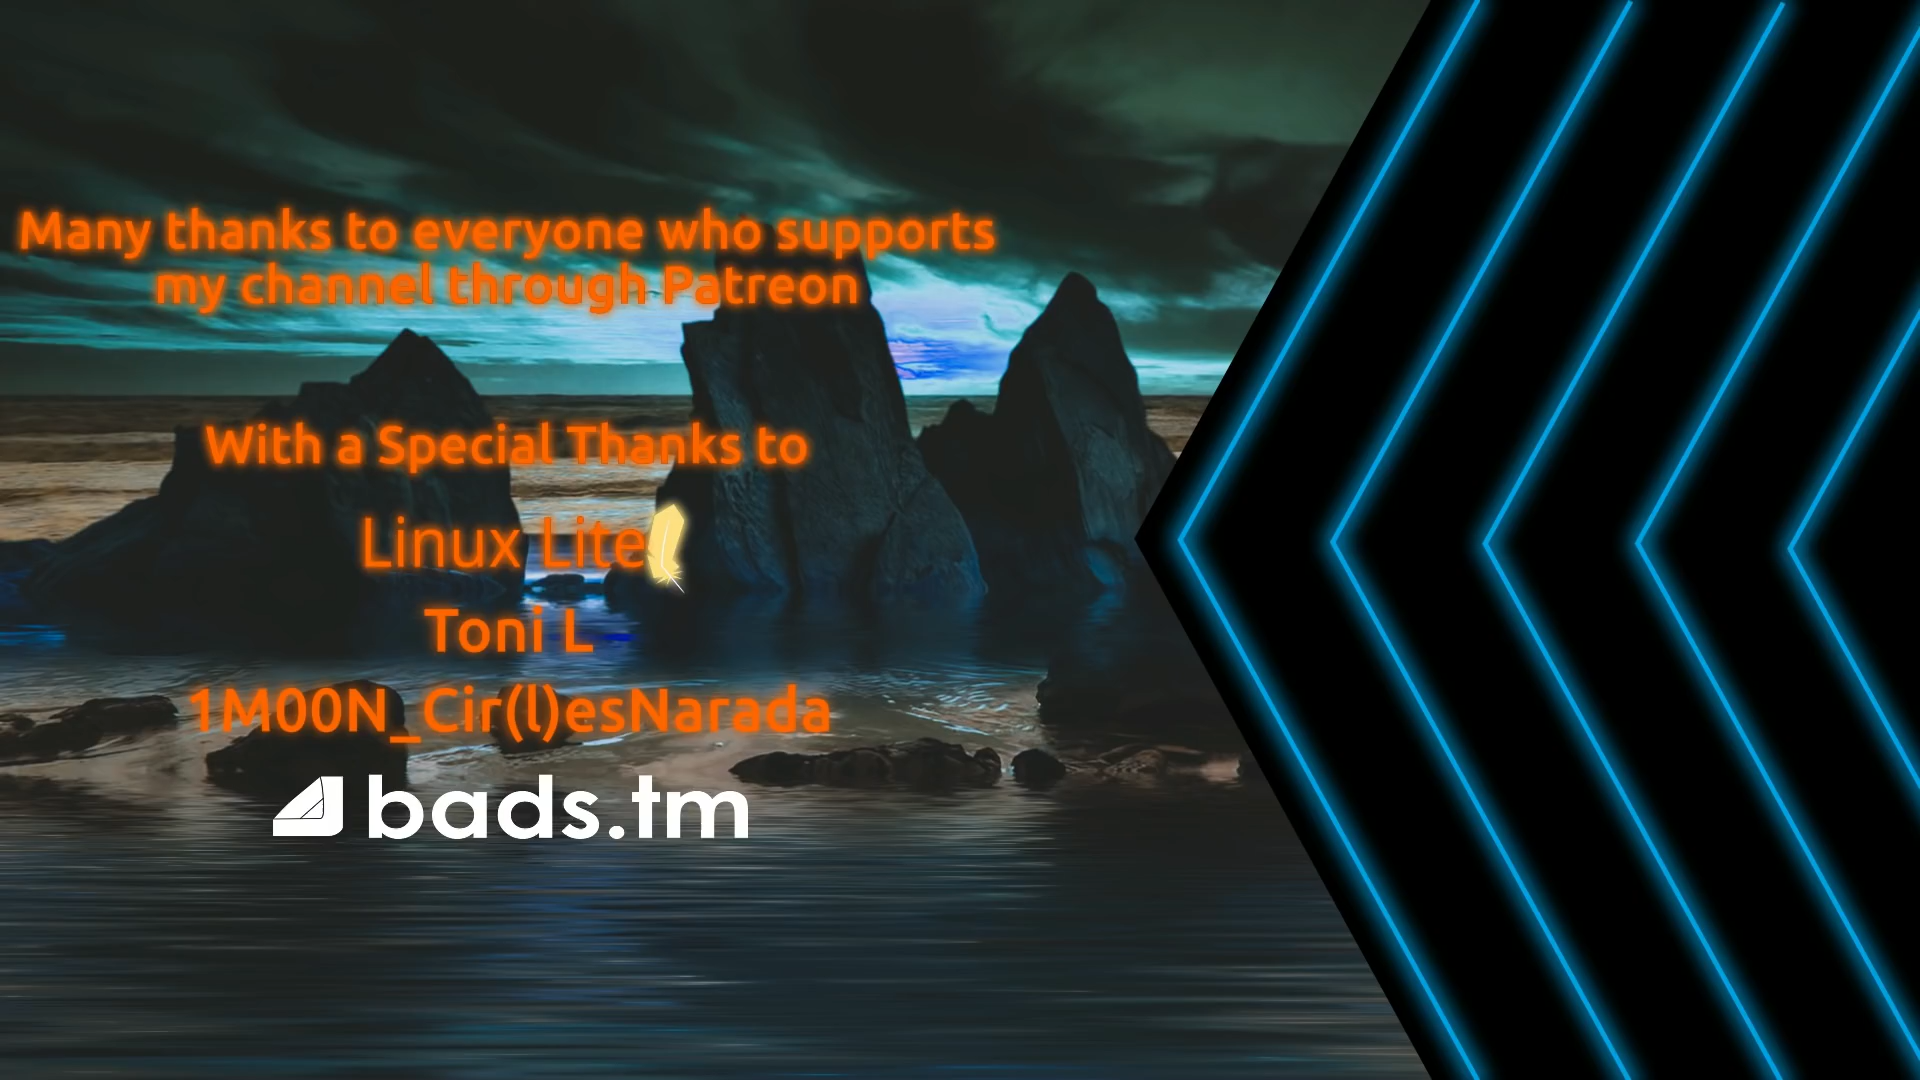 Many thanks to everyone who supports
my channel through Patreon
With a Special Thanks to
Linux Lite
Toni L
1M00N_Cir(l)esNarada
bads.tm